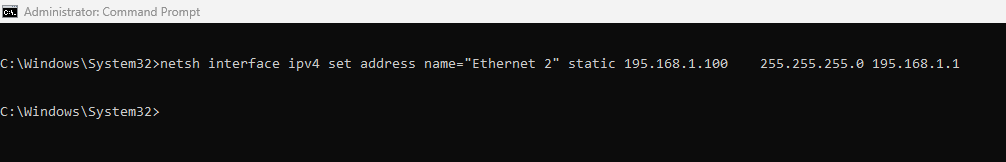 Administrator: Command Prompt
C:\Windows\System32>netsh interface ipv4 set address name="Ethernet 2" static 195.168.1.100    255.255.255.0 195.168.1.1
C:\Windows\System32>